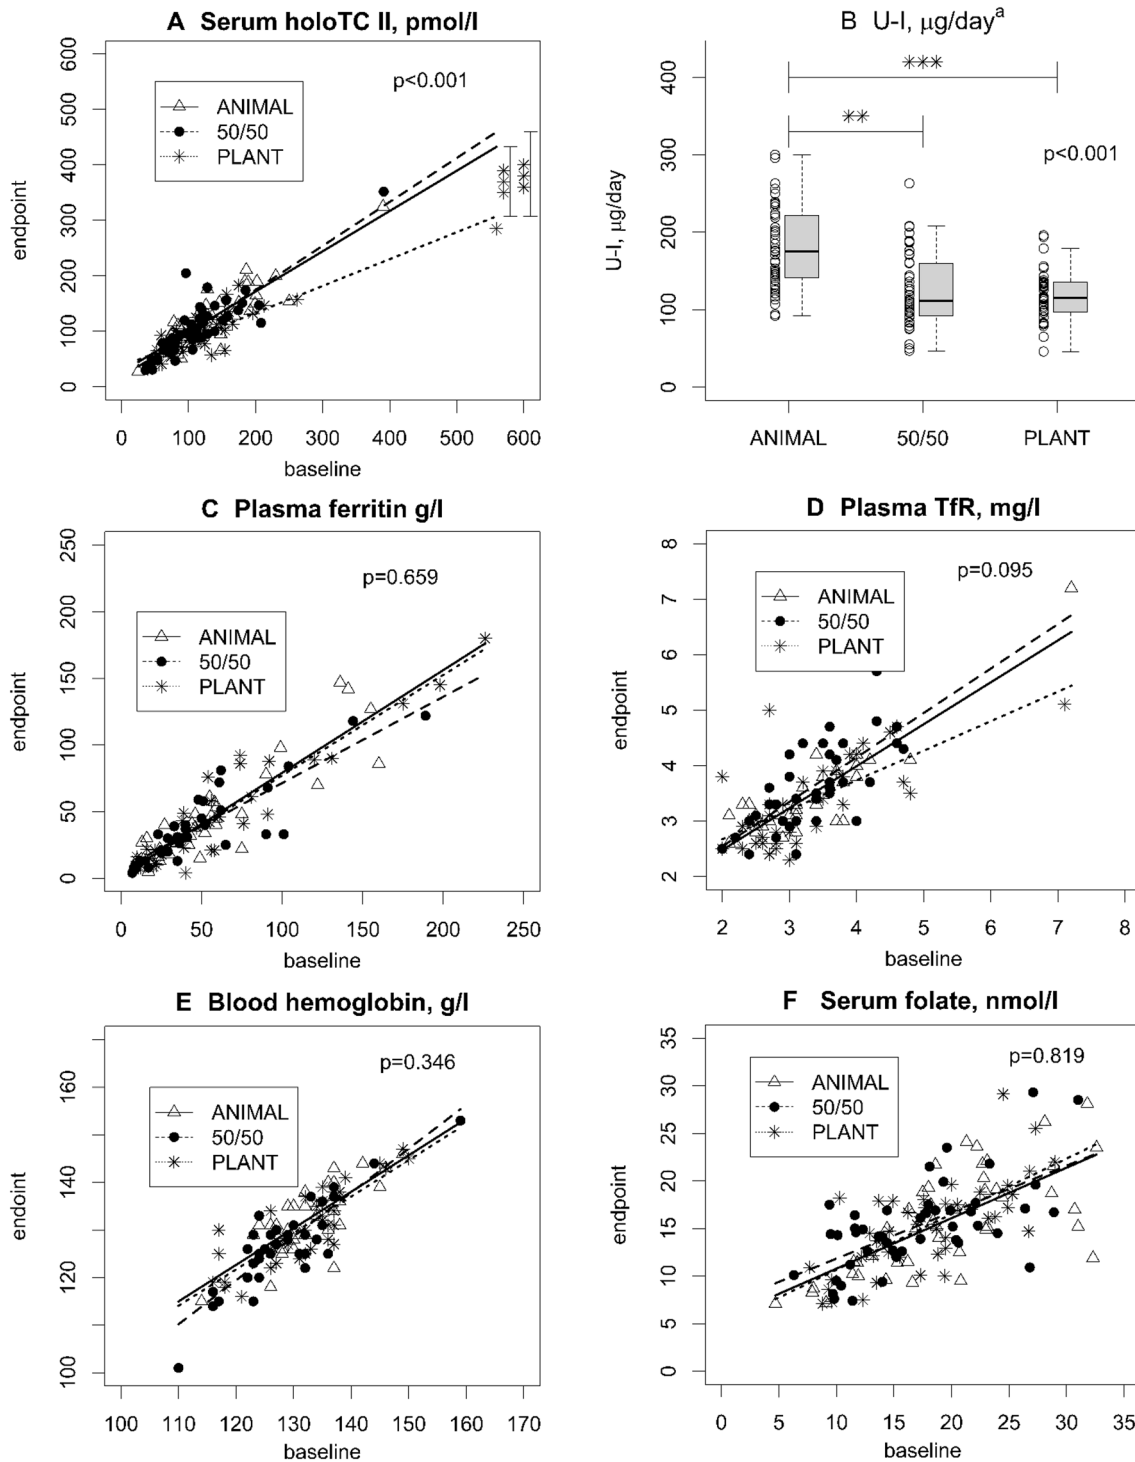 A Serum holoTC II, pmol/l
600
500
400
300
200
100
0
endpoint
p<0.001
ANIMAL
50/50
PLANT
✳✳✳
0 100 200 300 400 500 600
baseline
B U-I, μg/dayᵃ
400
300
200
100
0
U-I, μg/day
✳✳✳
✳✳
p<0.001
ANIMAL 50/50 PLANT
C Plasma ferritin g/l
250
200
150
100
50
0
endpoint
p=0.659
ANIMAL
50/50
PLANT
0 50 100 150 200 250
baseline
D Plasma TfR, mg/l
8
7
6
5
4
3
2
endpoint
p=0.095
ANIMAL
50/50
PLANT
2 3 4 5 6 7 8
baseline
E Blood hemoglobin, g/l
160
140
120
100
endoint
p=0.346
ANIMAL
50/50
PLANT
100 110 120 130 140 150 160 170
baseline
F Serum folate, nmol/l
35
30
25
20
15
10
5
0
endpoint
p=0.819
ANIMAL
50/50
PLANT
0 5 10 15 20 25 30 35
baseline